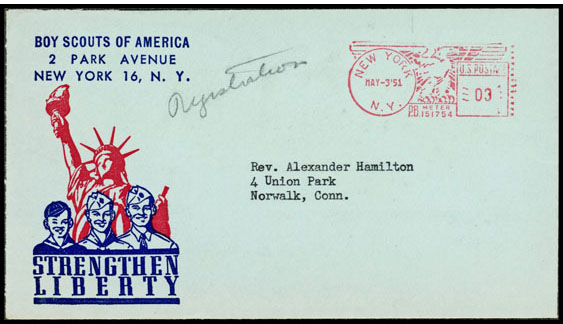 BOY SCOUTS OF AMERICA
2 PARK AVENUE
NEW YORK 16, N. Y.
Registration
NEW YORK
MAY-3'51
N.Y.
U.S. POSTAGE
03
P.B. METER 151754
Rev. Alexander Hamilton
4 Union Park
Norwalk, Conn.
STRENGTHEN
LIBERTY